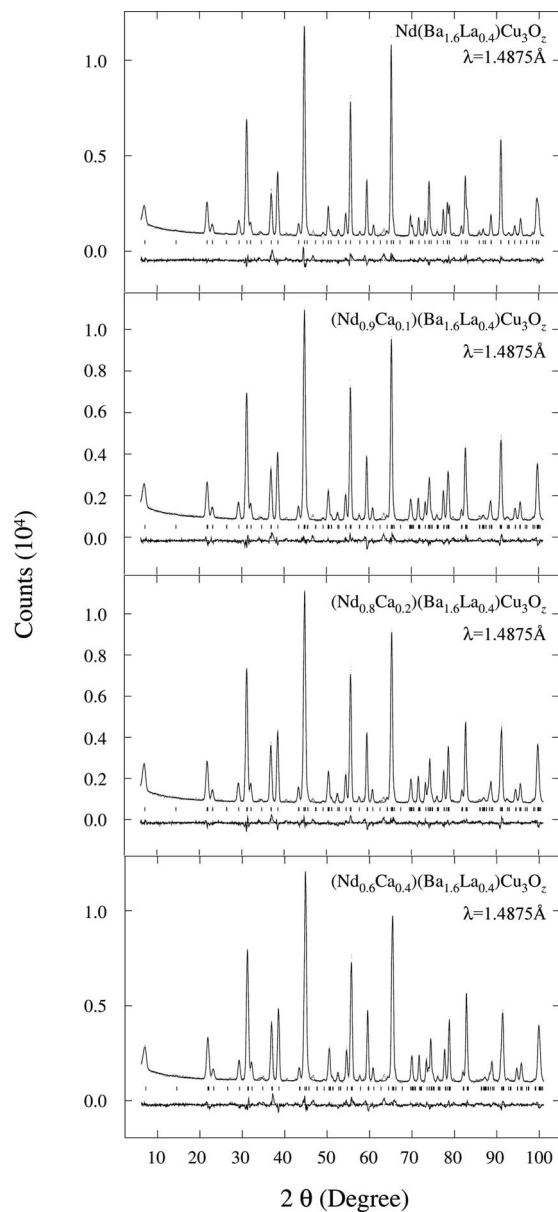 Nd(Ba1.6La0.4)Cu3Oz
λ=1.4875Å
1.0
0.5
0.0
(Nd0.9Ca0.1)(Ba1.6La0.4)Cu3Oz
λ=1.4875Å
1.0
0.8
0.6
0.4
0.2
0.0
(Nd0.8Ca0.2)(Ba1.6La0.4)Cu3Oz
λ=1.4875Å
1.0
0.8
0.6
0.4
0.2
0.0
(Nd0.6Ca0.4)(Ba1.6La0.4)Cu3Oz
λ=1.4875Å
1.0
0.5
0.0
Counts (10⁴)
10 20 30 40 50 60 70 80 90 100
2 θ (Degree)